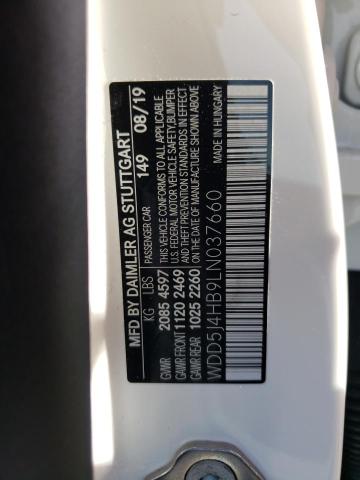 MFD BY DAIMLER AG STUTTGART
PASSENGER CAR 149 08/19
KG LBS
GVWR 2085 4597
GAWR FRONT 1120 2469
GAWR REAR 1025 2260
THIS VEHICLE CONFORMS TO ALL APPLICABLE
U.S. FEDERAL MOTOR VEHICLE SAFETY, BUMPER
AND THEFT PREVENTION STANDARDS IN EFFECT
ON THE DATE OF MANUFACTURE SHOWN ABOVE.
MADE IN HUNGARY
WDD5J4HB9LN037660